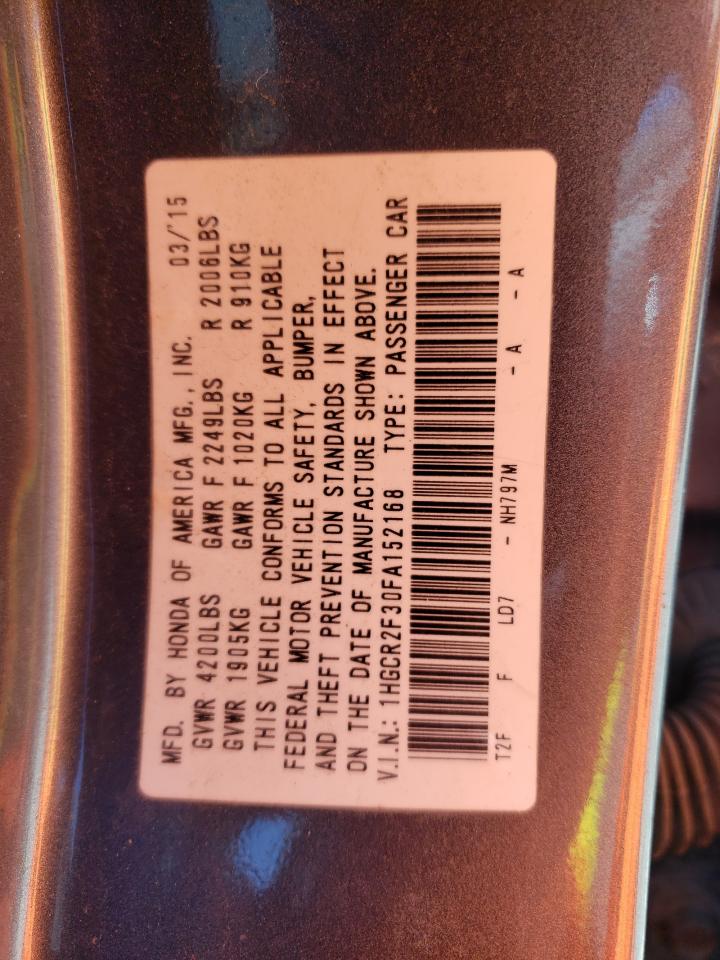 MFD. BY HONDA OF AMERICA MFG., INC. 03/'15
GVWR 4200LBS GAWR F 2249LBS R 2006LBS
GVWR 1905KG GAWR F 1020KG R 910KG
THIS VEHICLE CONFORMS TO ALL APPLICABLE
FEDERAL MOTOR VEHICLE SAFETY, BUMPER,
AND THEFT PREVENTION STANDARDS IN EFFECT
ON THE DATE OF MANUFACTURE SHOWN ABOVE.
V.I.N.: 1HGCR2F30FA152168 TYPE: PASSENGER CAR
T2F F LD7 - NH797M - A - A